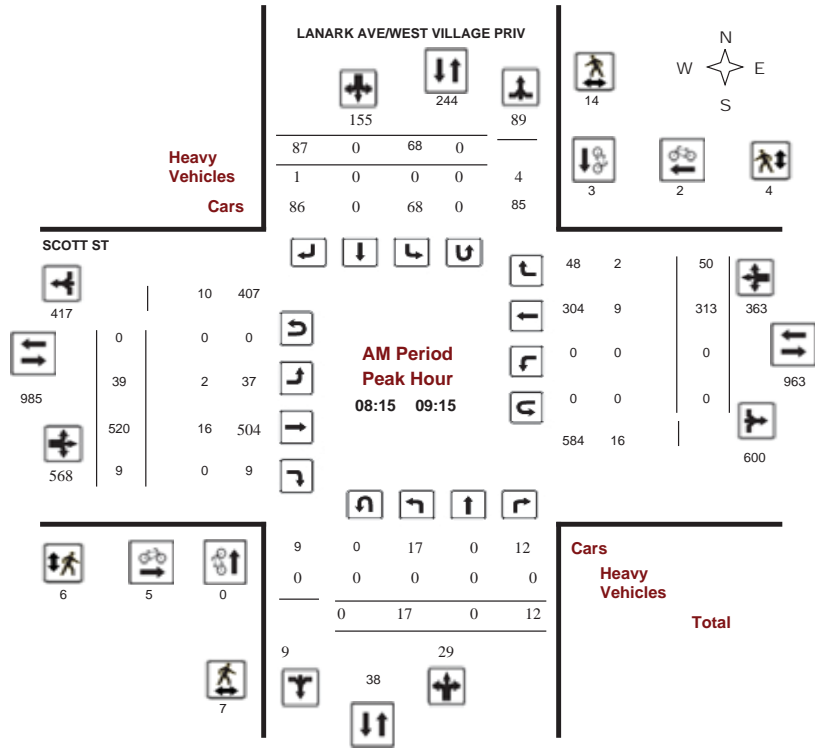 LANARK AVE/WEST VILLAGE PRIV
N
W E
S
244
14
155 89
87 0 68 0
Heavy
Vehicles
1 0 0 0 4
3 2 4
Cars
86 0 68 0 85
SCOTT ST
48 2 50
10 407
417
304 9 313 363
0 0 0
AM Period
0 0 0
963
39 2 37
Peak Hour
985
08:15 09:15
0 0 0
520 16 504
584 16
600
568
9 0 9
9 0 17 0 12
Cars
0 0 0 0 0
Heavy
Vehicles
6 5 0
0 17 0 12
Total
9 29
38
7